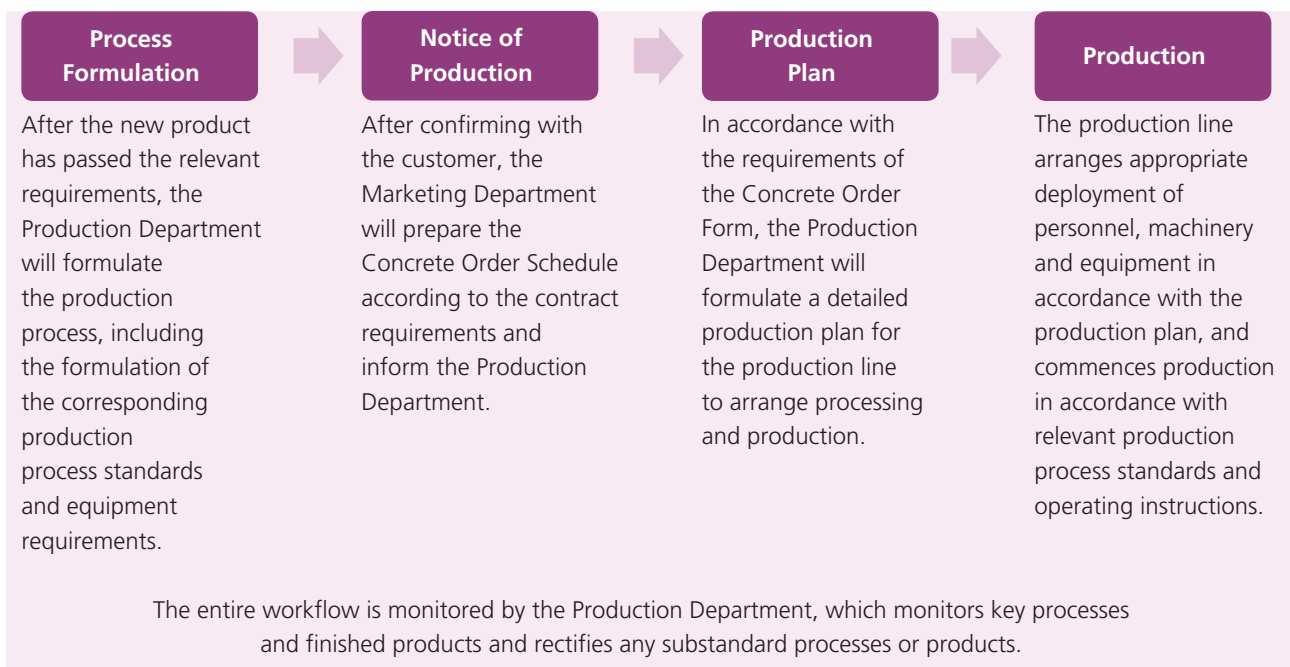 Process
Formulation
After the new product
has passed the relevant
requirements, the
Production Department
will formulate
the production
process, including
the formulation of
the corresponding
production
process standards
and equipment
requirements.
Notice of
Production
After confirming with
the customer, the
Marketing Department
will prepare the
Concrete Order Schedule
according to the contract
requirements and
inform the Production
Department.
Production
Plan
In accordance with
the requirements of
the Concrete Order
Form, the Production
Department will
formulate a detailed
production plan for
the production line
to arrange processing
and production.
Production
The production line
arranges appropriate
deployment of
personnel, machinery
and equipment in
accordance with the
production plan, and
commences production
in accordance with
relevant production
process standards and
operating instructions.
The entire workflow is monitored by the Production Department, which monitors key processes
and finished products and rectifies any substandard processes or products.